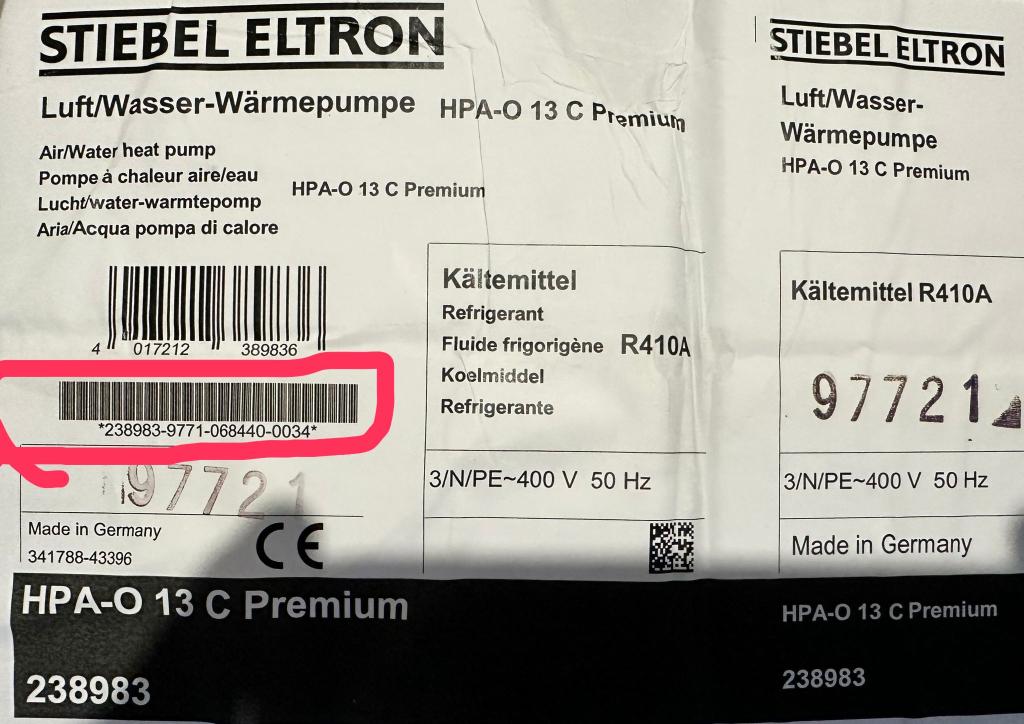 STIEBEL ELTRON
Luft/Wasser-Wärmepumpe HPA-O 13 C Premium
Air/Water heat pump
Pompe à chaleur aire/eau
Lucht/water-warmtepomp
Aria/Acqua pompa di calore
HPA-O 13 C Premium
4 017212 389836
*238983-9771-068440-0034*
97721
Made in Germany
341788-43396
CE
Kältemittel
Refrigerant
Fluide frigorigène R410A
Koelmiddel
Refrigerante
3/N/PE~400 V 50 Hz
HPA-O 13 C Premium
238983
STIEBEL ELTRON
Luft/Wasser-
Wärmepumpe
HPA-O 13 C Premium
Kältemittel R410A
97721
3/N/PE~400 V 50 Hz
Made in Germany
HPA-O 13 C Premium
238983